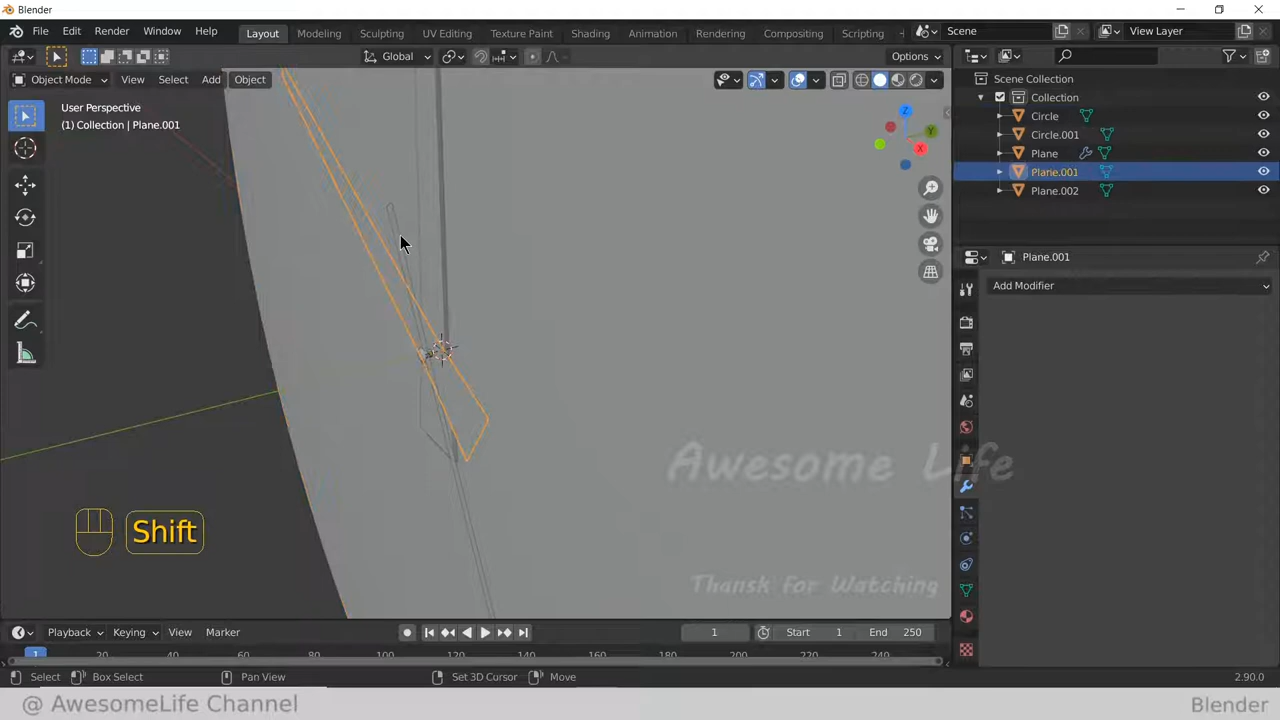 Blender
File Edit Render Window Help Layout Modeling Sculpting UV Editing Texture Paint Shading Animation Rendering Compositing Scripting Scene View Layer
Global Options
Object Mode View Select Add Object
User Perspective
(1) Collection | Plane.001
Z
Y
X
Scene Collection
Collection
Circle
Circle.001
Plane
Plane.001
Plane.002
Plane.001
Add Modifier
Awesome Life
Shift
Thansk for Watching
Playback Keying View Marker 1 Start 1 End 250
1 20 40 60 80 100 120 140 160 180 200 220 240
Select Box Select Pan View Set 3D Cursor Move 2.90.0
@ AwesomeLife Channel Blender